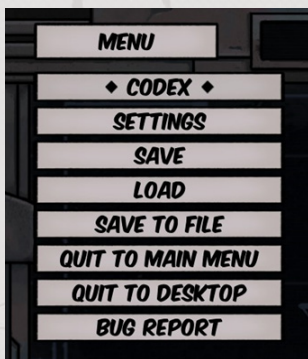 MENU
◆ CODEX ◆
SETTINGS
SAVE
LOAD
SAVE TO FILE
QUIT TO MAIN MENU
QUIT TO DESKTOP
BUG REPORT